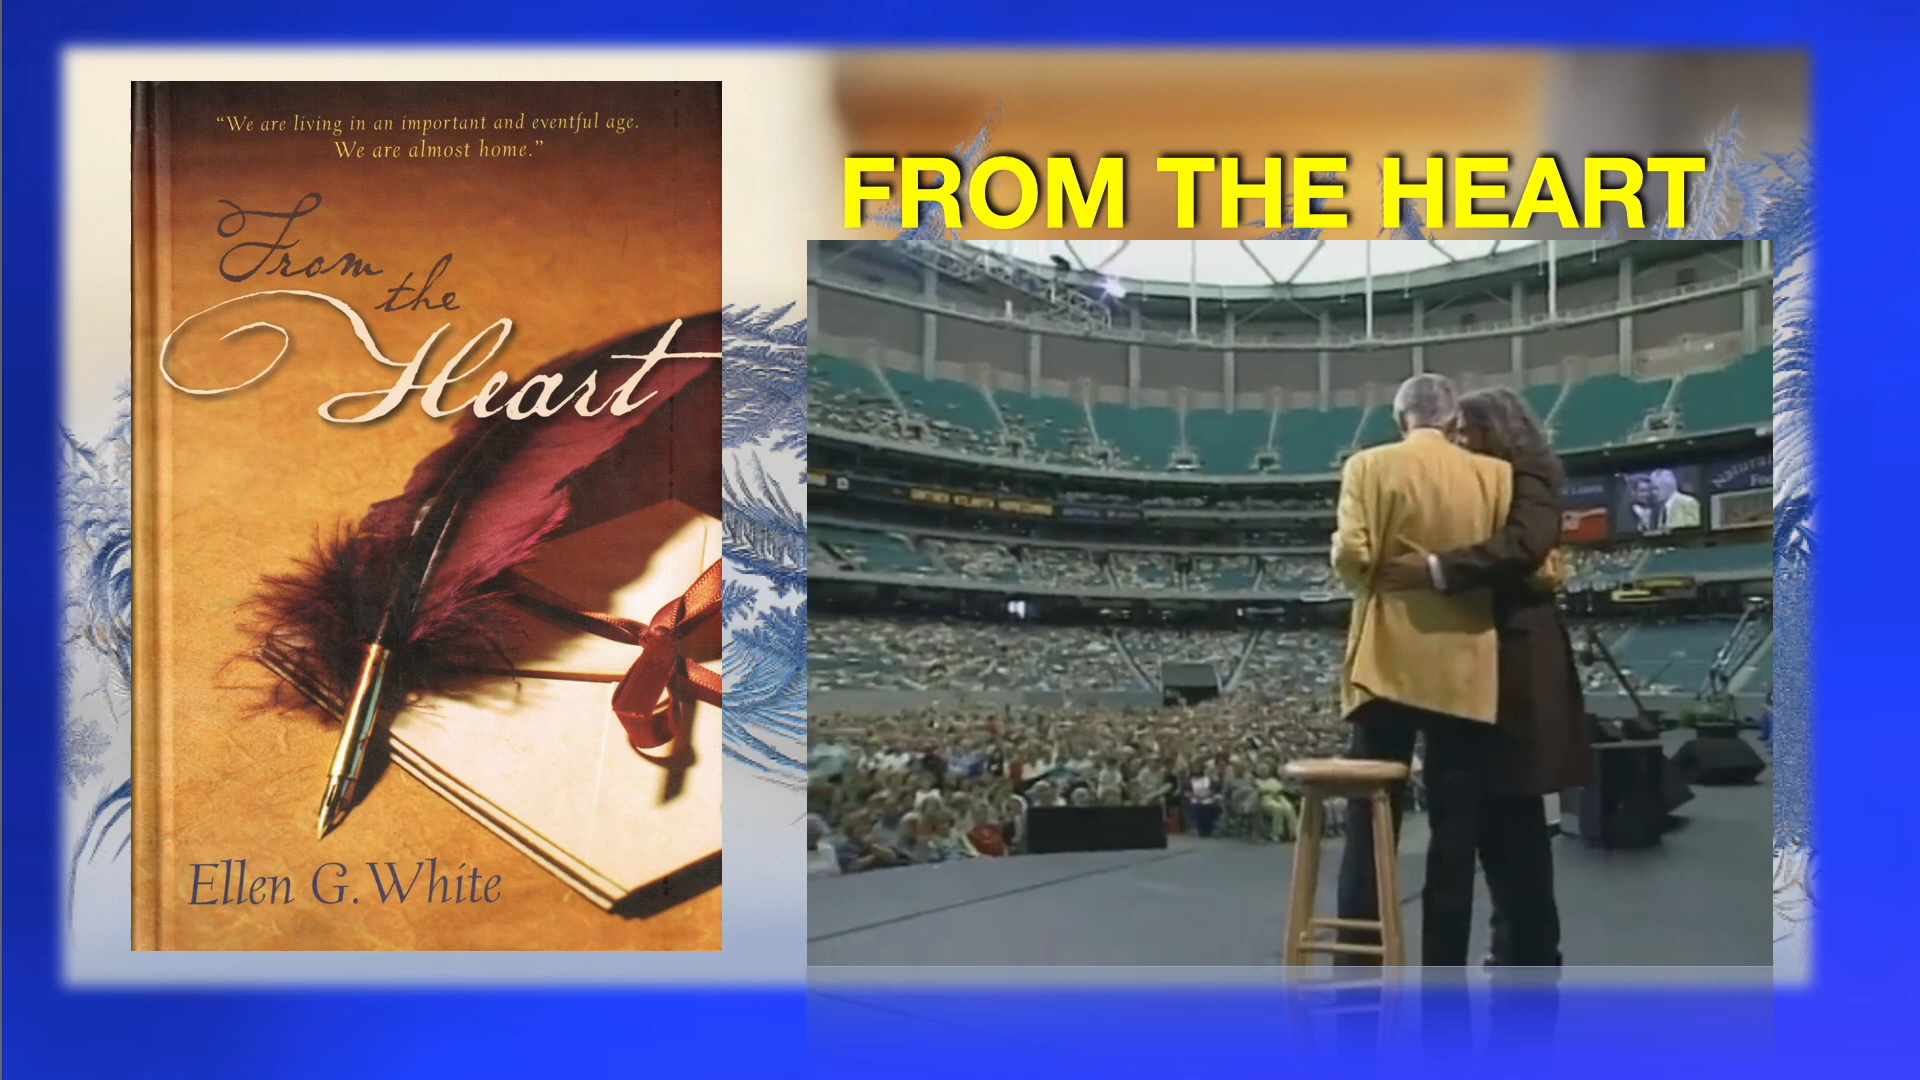 “We are living in an important and eventful age.
We are almost home.”
From
the
Heart
Ellen G. White
FROM THE HEART